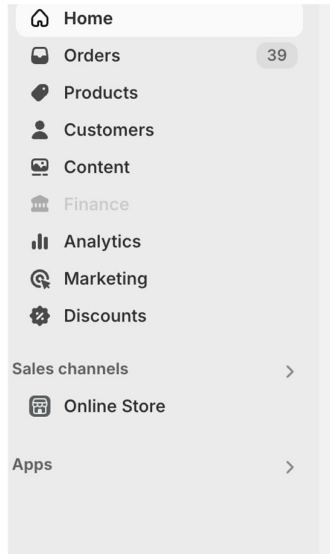 Home
Orders 39
Products
Customers
Content
Finance
Analytics
Marketing
Discounts
Sales channels
Online Store
Apps